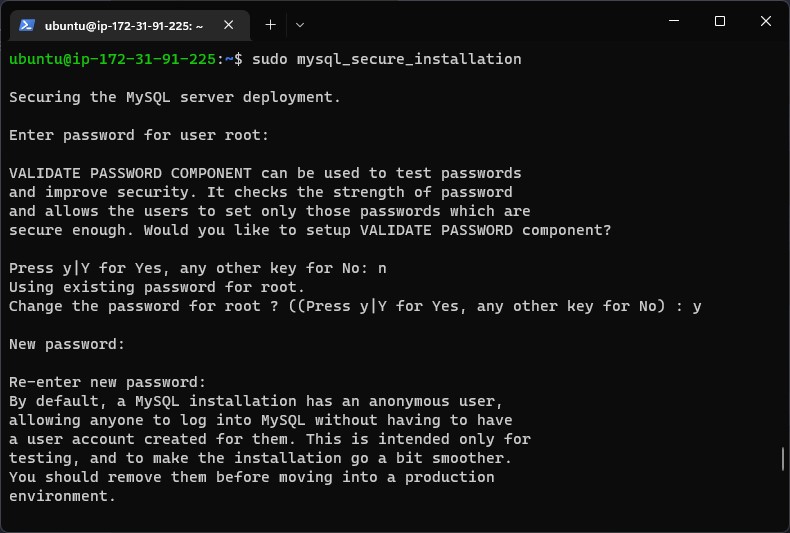 ubuntu@ip-172-31-91-225: ~
ubuntu@ip-172-31-91-225:~$ sudo mysql_secure_installation
Securing the MySQL server deployment.
Enter password for user root:
VALIDATE PASSWORD COMPONENT can be used to test passwords
and improve security. It checks the strength of password
and allows the users to set only those passwords which are
secure enough. Would you like to setup VALIDATE PASSWORD component?
Press y|Y for Yes, any other key for No: n
Using existing password for root.
Change the password for root ? ((Press y|Y for Yes, any other key for No) : y
New password:
Re-enter new password:
By default, a MySQL installation has an anonymous user,
allowing anyone to log into MySQL without having to have
a user account created for them. This is intended only for
testing, and to make the installation go a bit smoother.
You should remove them before moving into a production
environment.